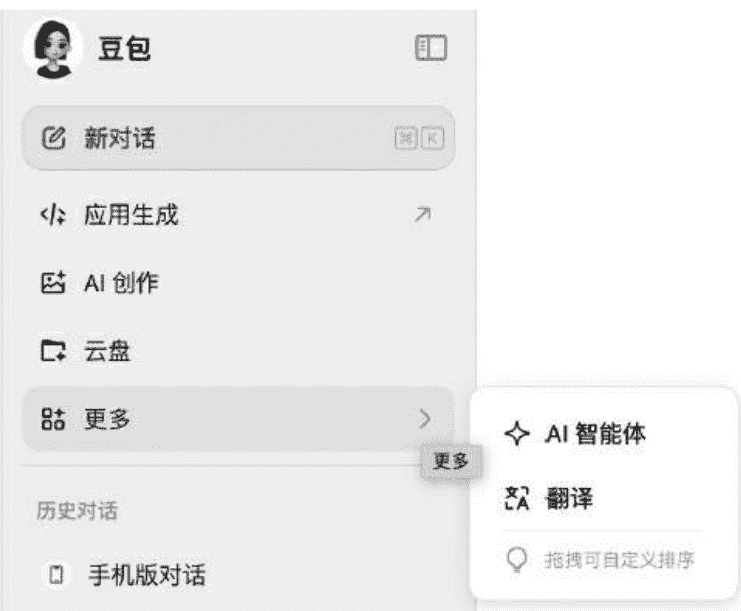 豆包
新对话 ⌘ K
应用生成
AI 创作
云盘
更多
更多
历史对话
手机版对话
AI 智能体
翻译
拖拽可自定义排序